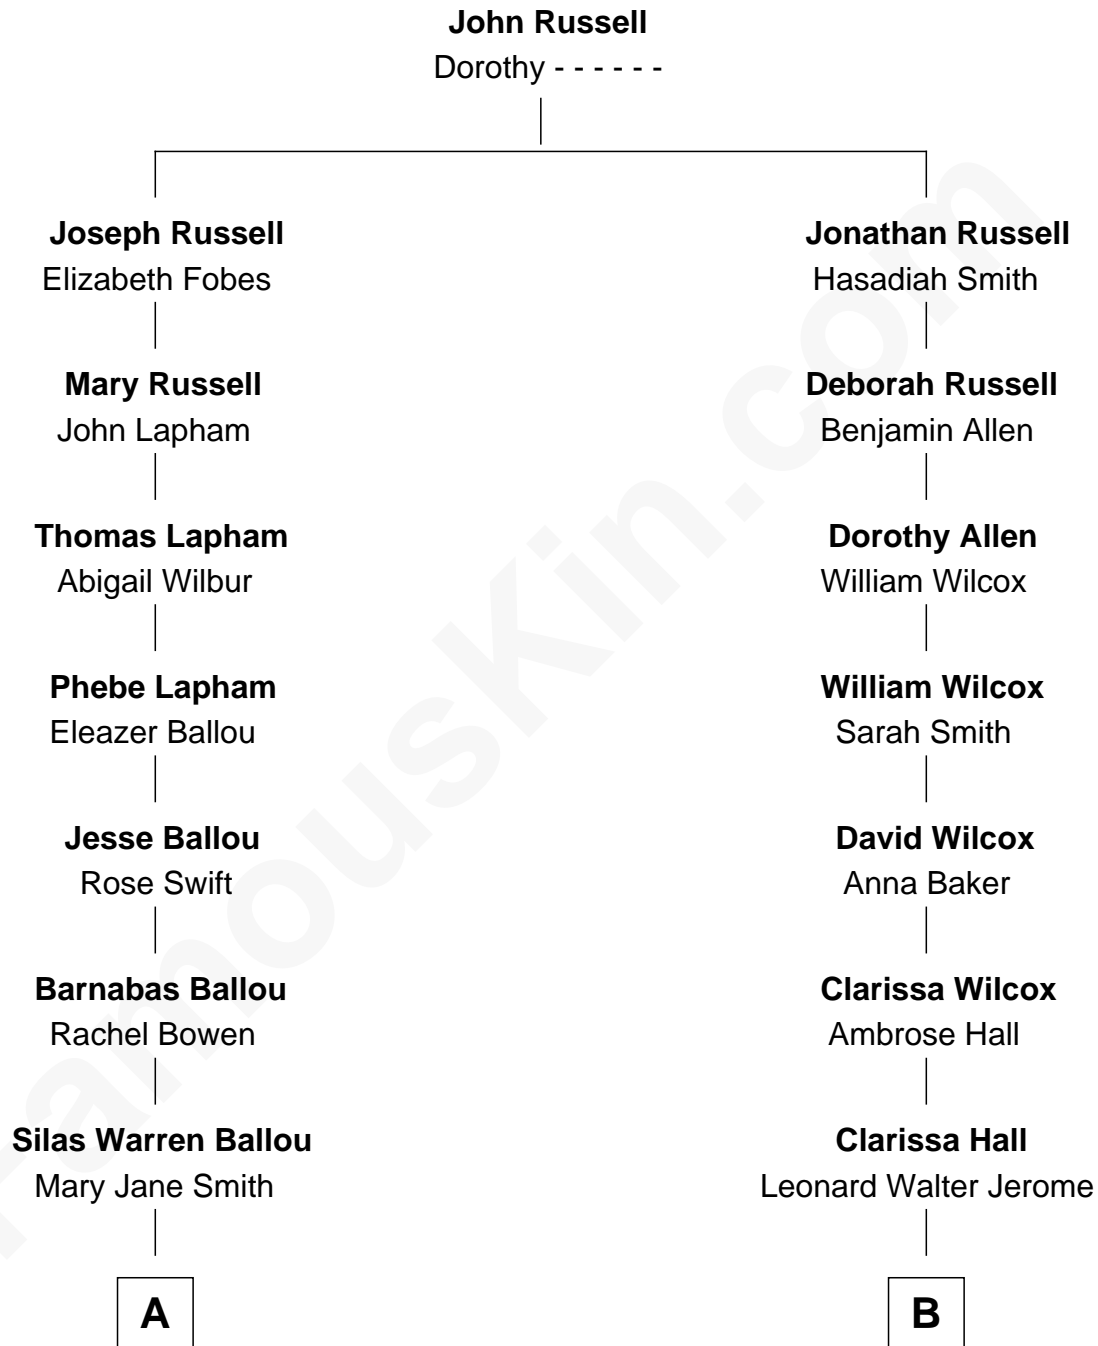 John Russell
Dorothy - - - - - -
Joseph Russell
Elizabeth Fobes
Jonathan Russell
Hasadiah Smith
Mary Russell
John Lapham
Deborah Russell
Benjamin Allen
Thomas Lapham
Abigail Wilbur
Dorothy Allen
William Wilcox
Phebe Lapham
Eleazer Ballou
William Wilcox
Sarah Smith
Jesse Ballou
Rose Swift
David Wilcox
Anna Baker
Barnabas Ballou
Rachel Bowen
Clarissa Wilcox
Ambrose Hall
Silas Warren Ballou
Mary Jane Smith
Clarissa Hall
Leonard Walter Jerome
A
B
FamousKin.com